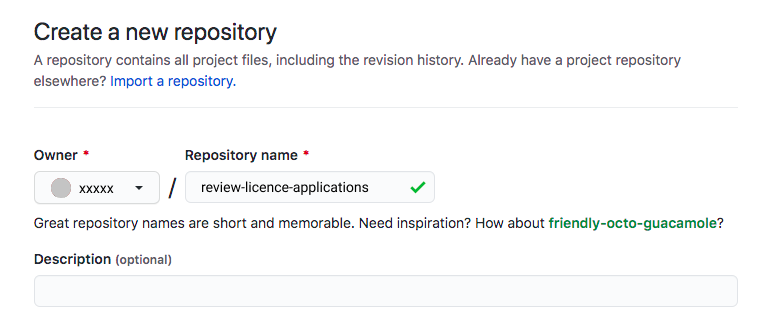 Create a new repository
A repository contains all project files, including the revision history. Already have a project repository
elsewhere? Import a repository.
Owner * Repository name *
xxxxx / review-licence-applications
Great repository names are short and memorable. Need inspiration? How about friendly-octo-guacamole?
Description (optional)